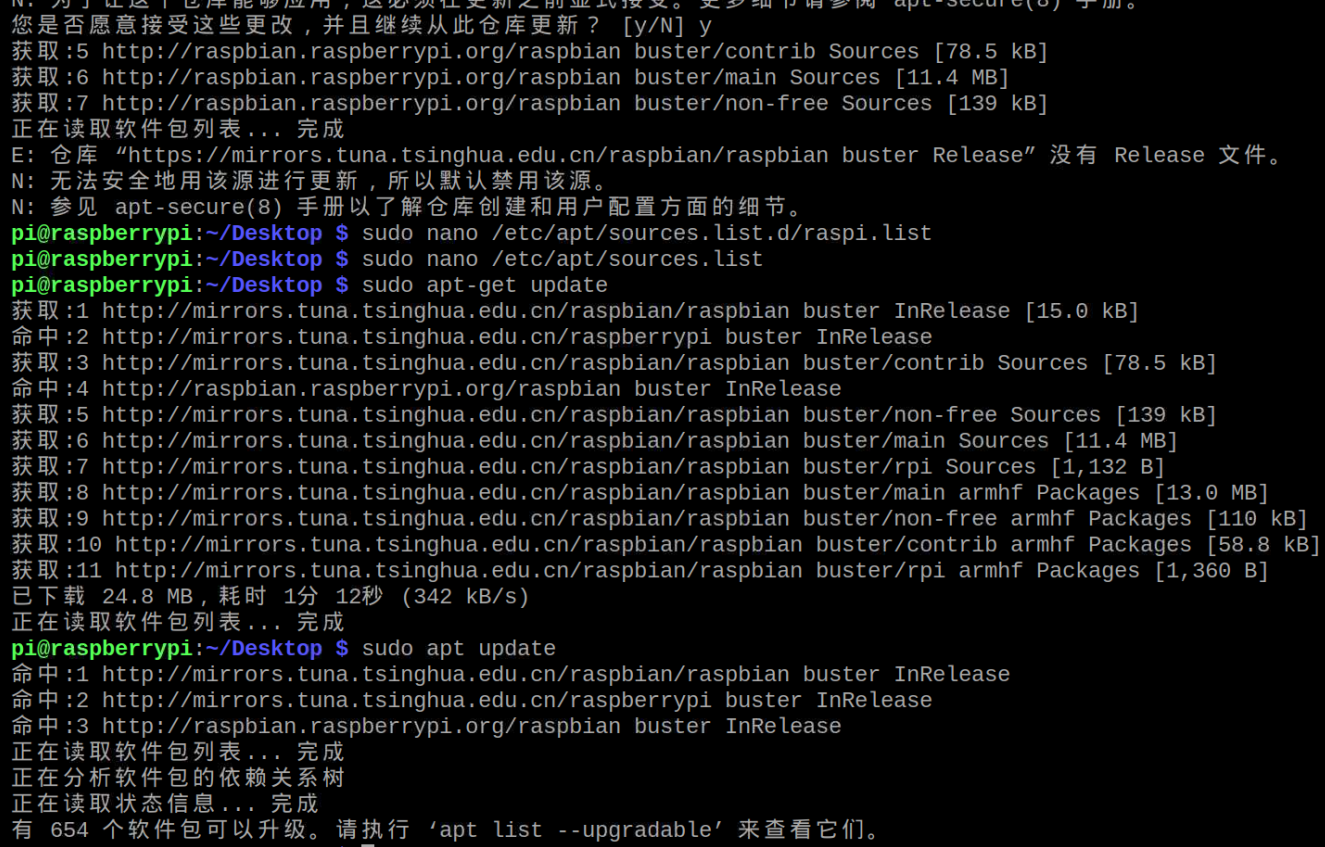 N: 为了让这个仓库能够应用，这必须在更新之前显式接受。更多细节请参阅 apt-secure(8) 手册。
您是否愿意接受这些更改，并且继续从此仓库更新？ [y/N] y
获取:5 http://raspbian.raspberrypi.org/raspbian buster/contrib Sources [78.5 kB]
获取:6 http://raspbian.raspberrypi.org/raspbian buster/main Sources [11.4 MB]
获取:7 http://raspbian.raspberrypi.org/raspbian buster/non-free Sources [139 kB]
正在读取软件包列表... 完成
E: 仓库 “https://mirrors.tuna.tsinghua.edu.cn/raspbian/raspbian buster Release” 没有 Release 文件。
N: 无法安全地用该源进行更新，所以默认禁用该源。
N: 参见 apt-secure(8) 手册以了解仓库创建和用户配置方面的细节。
pi@raspberrypi:~/Desktop $ sudo nano /etc/apt/sources.list.d/raspi.list
pi@raspberrypi:~/Desktop $ sudo nano /etc/apt/sources.list
pi@raspberrypi:~/Desktop $ sudo apt-get update
获取:1 http://mirrors.tuna.tsinghua.edu.cn/raspbian/raspbian buster InRelease [15.0 kB]
命中:2 http://mirrors.tuna.tsinghua.edu.cn/raspberrypi buster InRelease
获取:3 http://mirrors.tuna.tsinghua.edu.cn/raspbian/raspbian buster/contrib Sources [78.5 kB]
命中:4 http://raspbian.raspberrypi.org/raspbian buster InRelease
获取:5 http://mirrors.tuna.tsinghua.edu.cn/raspbian/raspbian buster/non-free Sources [139 kB]
获取:6 http://mirrors.tuna.tsinghua.edu.cn/raspbian/raspbian buster/main Sources [11.4 MB]
获取:7 http://mirrors.tuna.tsinghua.edu.cn/raspbian/raspbian buster/rpi Sources [1,132 B]
获取:8 http://mirrors.tuna.tsinghua.edu.cn/raspbian/raspbian buster/main armhf Packages [13.0 MB]
获取:9 http://mirrors.tuna.tsinghua.edu.cn/raspbian/raspbian buster/non-free armhf Packages [110 kB]
获取:10 http://mirrors.tuna.tsinghua.edu.cn/raspbian/raspbian buster/contrib armhf Packages [58.8 kB]
获取:11 http://mirrors.tuna.tsinghua.edu.cn/raspbian/raspbian buster/rpi armhf Packages [1,360 B]
已下载 24.8 MB，耗时 1分 12秒 (342 kB/s)
正在读取软件包列表... 完成
pi@raspberrypi:~/Desktop $ sudo apt update
命中:1 http://mirrors.tuna.tsinghua.edu.cn/raspbian/raspbian buster InRelease
命中:2 http://mirrors.tuna.tsinghua.edu.cn/raspberrypi buster InRelease
命中:3 http://raspbian.raspberrypi.org/raspbian buster InRelease
正在读取软件包列表... 完成
正在分析软件包的依赖关系树
正在读取状态信息... 完成
有 654 个软件包可以升级。请执行 ‘apt list --upgradable’ 来查看它们。